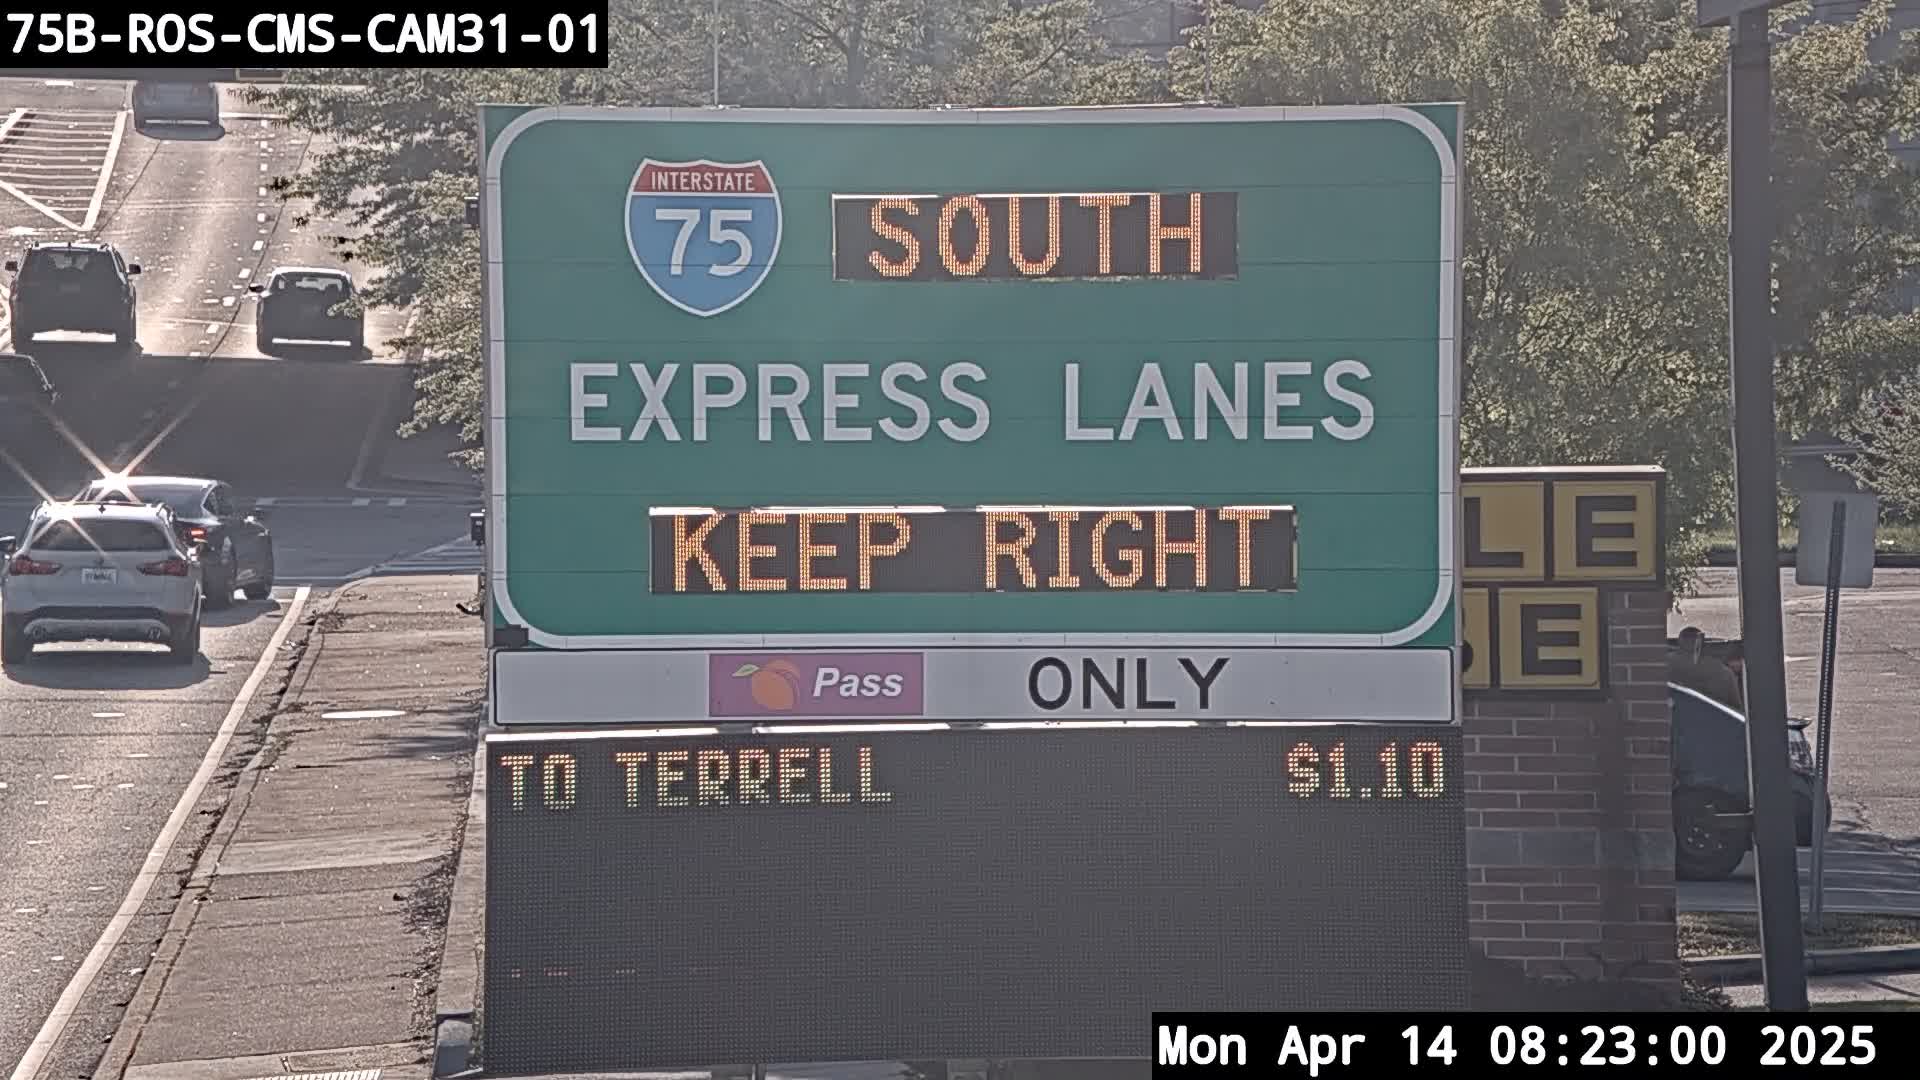 75B-ROS-CMS-CAM31-01
INTERSTATE
75
SOUTH
EXPRESS LANES
KEEP RIGHT
Pass ONLY
TO TERRELL $1.10
LE
E
Mon Apr 14 08:23:00 2025